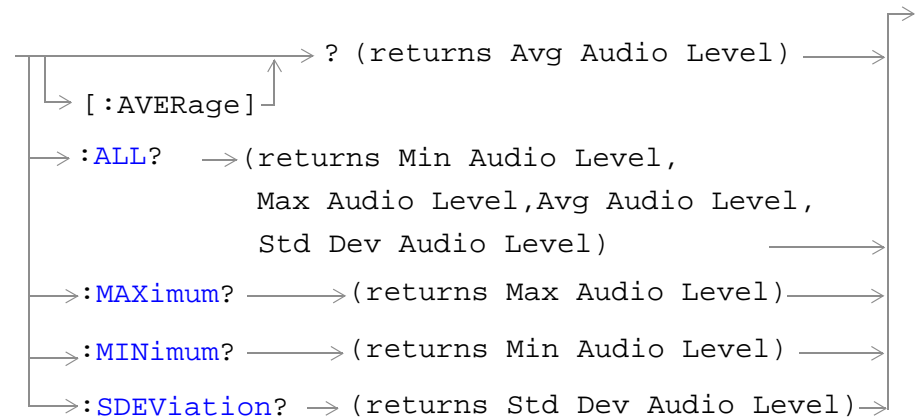 ? (returns Avg Audio Level)
[:AVERage]
:ALL? (returns Min Audio Level,
Max Audio Level,Avg Audio Level,
Std Dev Audio Level)
:MAXimum? (returns Max Audio Level)
:MINimum? (returns Min Audio Level)
:SDEViation? (returns Std Dev Audio Level)